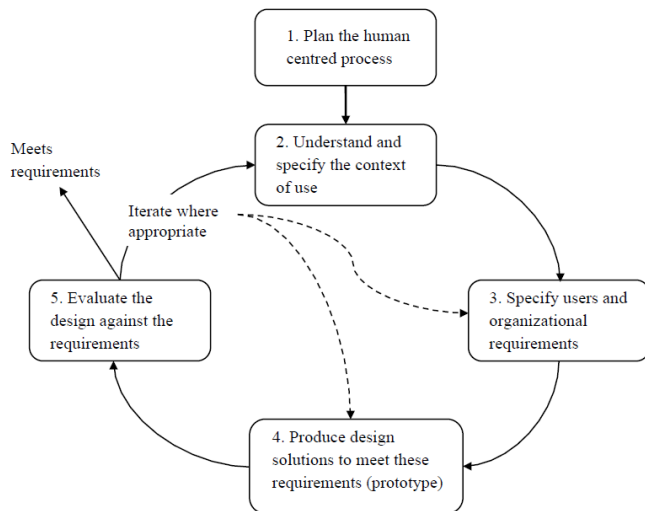 1. Plan the human
centred process
2. Understand and
specify the context
of use
Meets
requirements
Iterate where
appropriate
5. Evaluate the
design against the
requirements
3. Specify users and
organizational
requirements
4. Produce design
solutions to meet these
requirements (prototype)